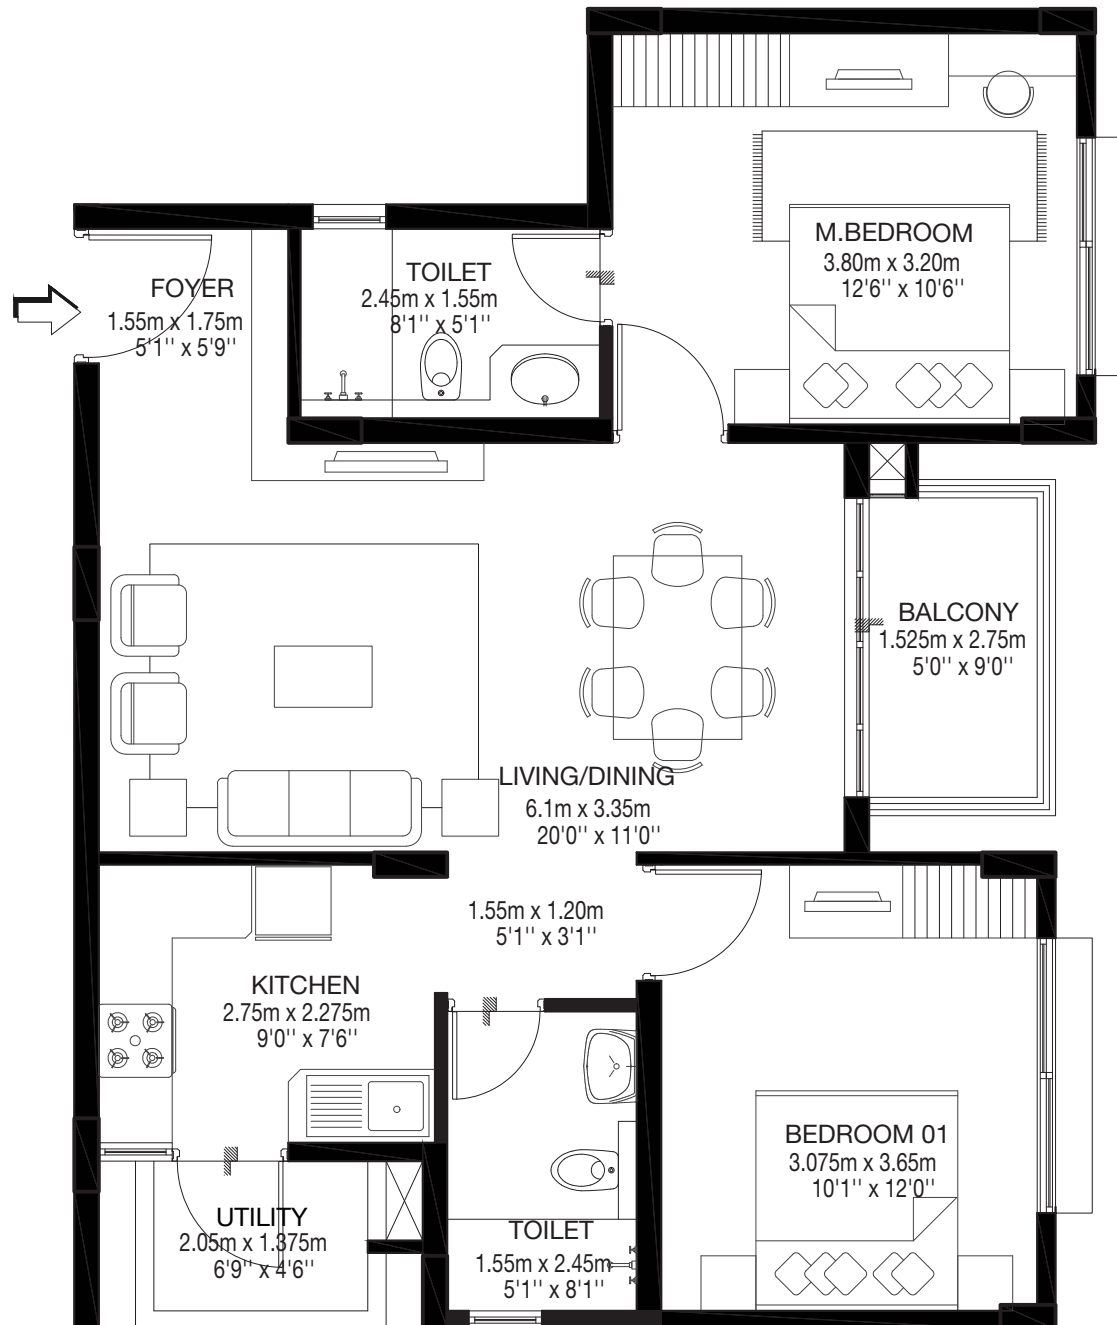 M.BEDROOM
3.80m x 3.20m
12'6'' x 10'6''
TOILET
2.45m x 1.55m
8'1'' x 5'1''
FOYER
1.55m x 1.75m
5'1'' x 5'9''
BALCONY
1.525m x 2.75m
5'0'' x 9'0''
LIVING/DINING
6.1m x 3.35m
20'0'' x 11'0''
1.55m x 1.20m
5'1'' x 3'1''
KITCHEN
2.75m x 2.275m
9'0'' x 7'6''
BEDROOM 01
3.075m x 3.65m
10'1'' x 12'0''
UTILITY
2.05m x 1.375m
6'9'' x 4'6''
TOILET
1.55m x 2.45m
5'1'' x 8'1''